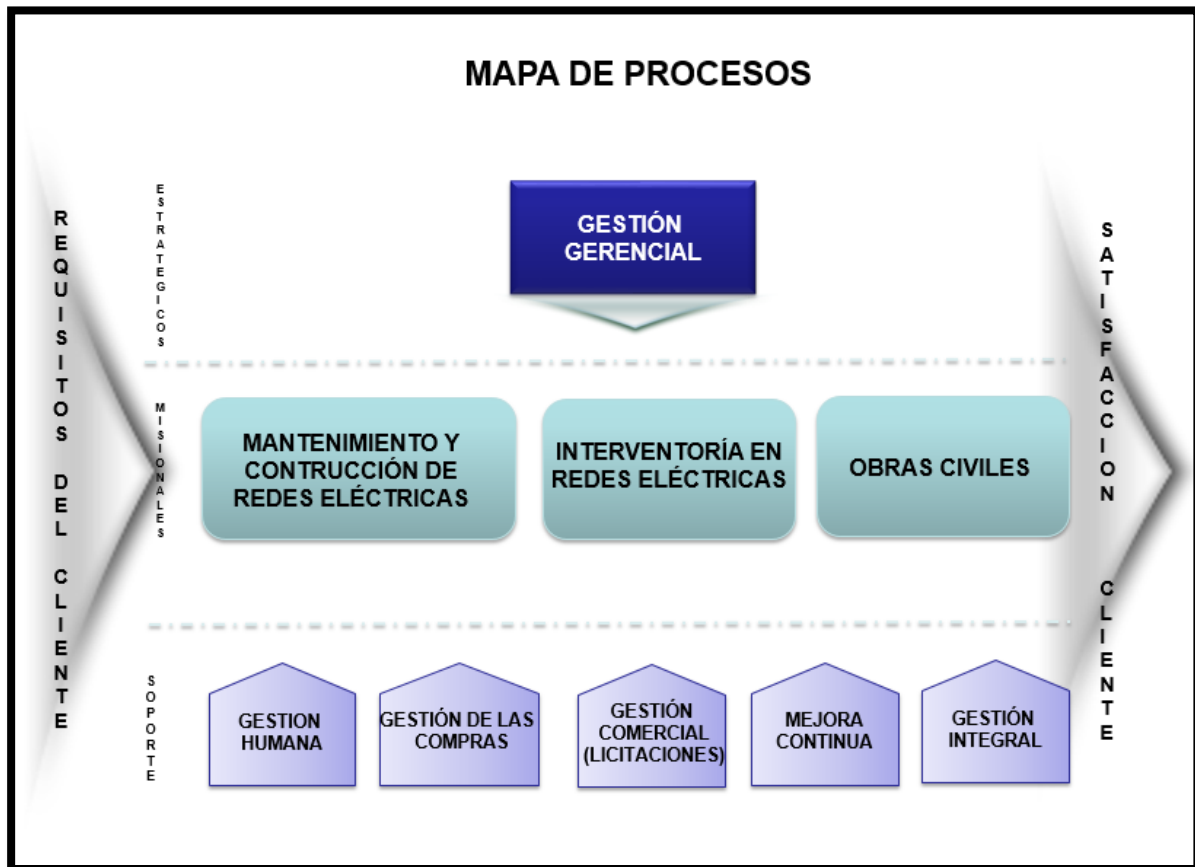 MAPA DE PROCESOS
REQUISITOS DEL CLIENTE
ESTRATEGICOS
GESTIÓN
GERENCIAL
SATISFACCION CLIENTE
MISIONALES
MANTENIMIENTO Y
CONTRUCCIÓN DE
REDES ELÉCTRICAS
INTERVENTORÍA EN
REDES ELÉCTRICAS
OBRAS CIVILES
SOPORTE
GESTION
HUMANA
GESTIÓN DE LAS
COMPRAS
GESTIÓN
COMERCIAL
(LICITACIONES)
MEJORA
CONTINUA
GESTIÓN
INTEGRAL